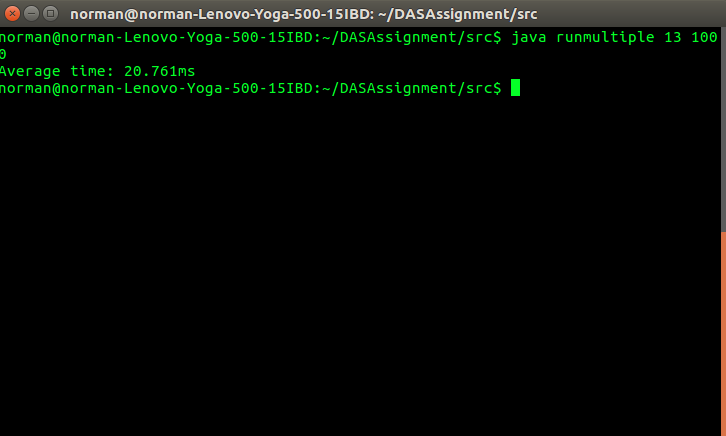 norman@norman-Lenovo-Yoga-500-15IBD: ~/DASAssignment/src
norman@norman-Lenovo-Yoga-500-15IBD:~/DASAssignment/src$ java runmultiple 13 100
0
Average time: 20.761ms
norman@norman-Lenovo-Yoga-500-15IBD:~/DASAssignment/src$